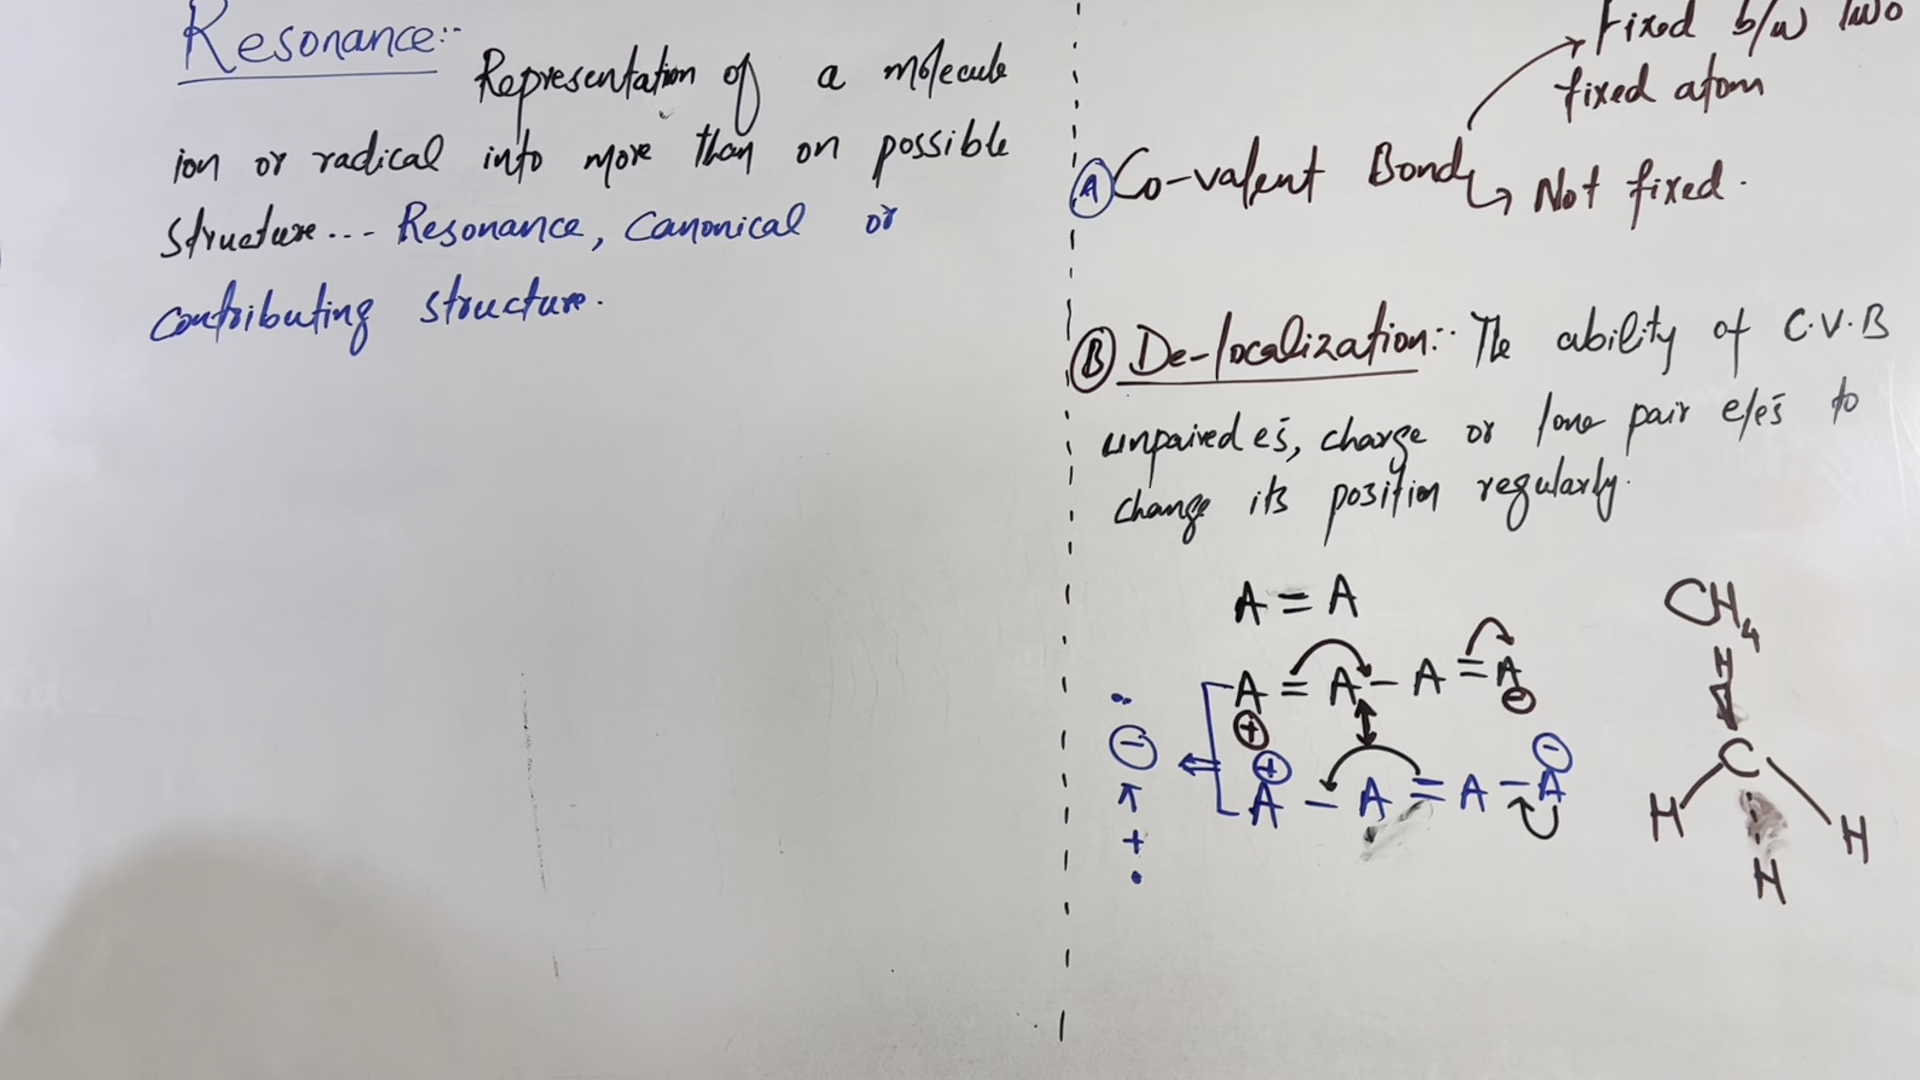 Resonance:-
Representation of a molecule
ion or radical into more than on possible
structure... Resonance, Canonical or
contributing structure.
Fixed b/w two
fixed atom
(A) Co-valent Bond
Not fixed.
(B) De-localization:- The ability of C.V.B
unpaired es, charge or lone pair e/es to
change its position regularly.
A = A
A = A - A = A
⊕ ⊖
⊕ ⊖
A - A = A - A
⊖
+
CH4
H
C
H H
H